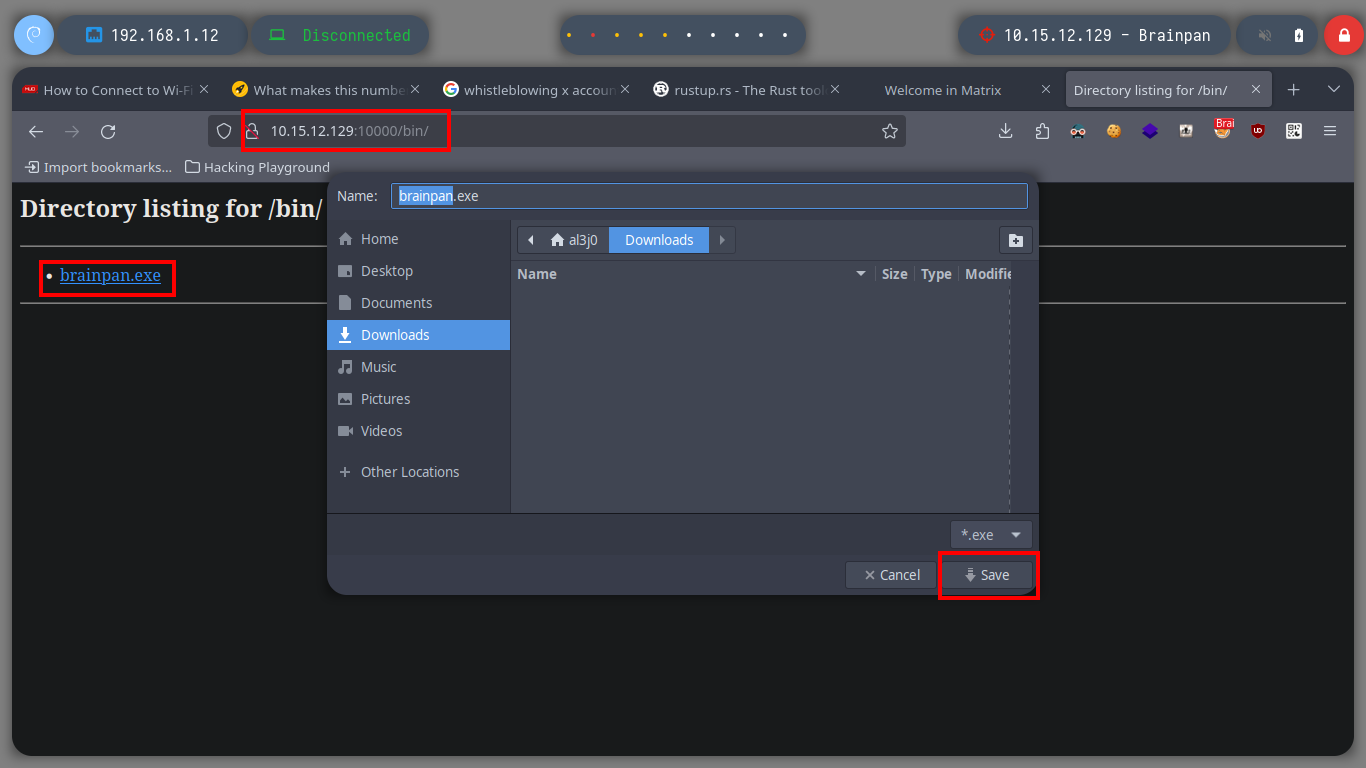 192.168.1.12
Disconnected
10.15.12.129 - Brainpan
How to Connect to Wi-Fi
What makes this numbe
whistleblowing x accoun
rustup.rs - The Rust tool
Welcome in Matrix
Directory listing for /bin/
10.15.12.129:10000/bin/
Brai
Import bookmarks...
Hacking Playground
Directory listing for /bin/
brainpan.exe
Name:
brainpan.exe
Home
Desktop
Documents
Downloads
Music
Pictures
Videos
Other Locations
al3j0
Downloads
Name
Size
Type
Modifie
*.exe
Cancel
Save